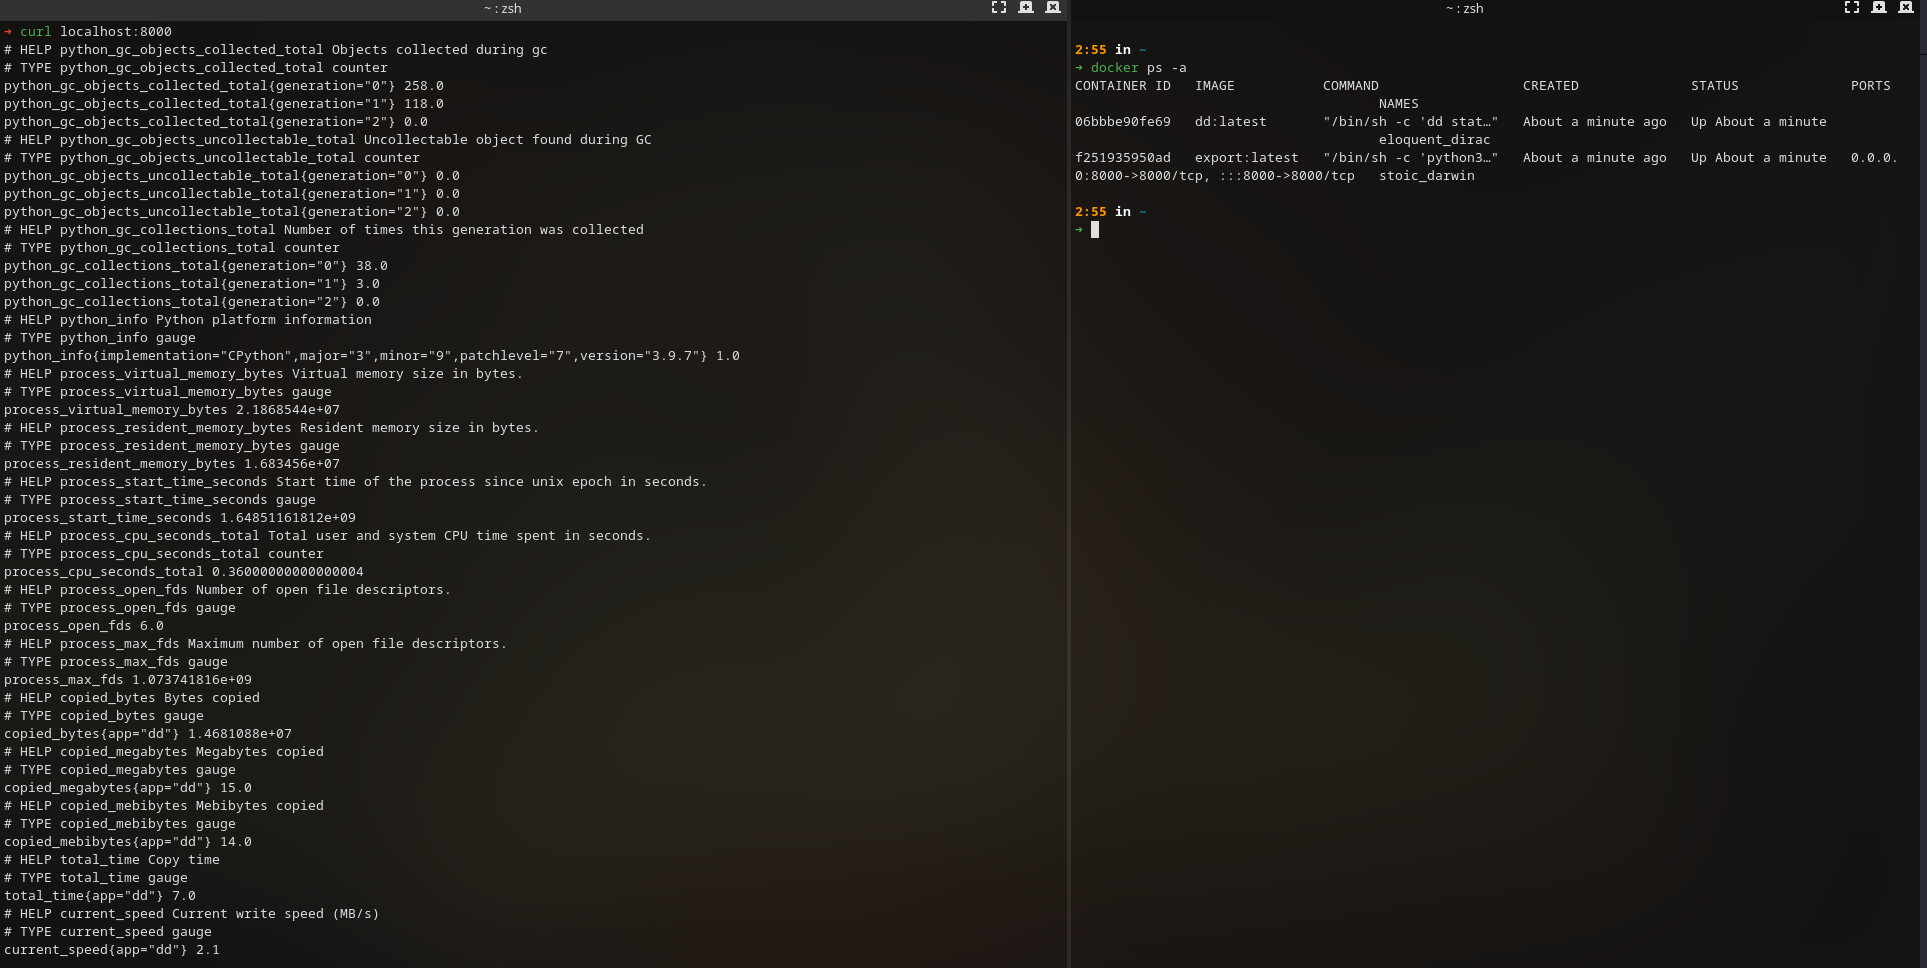 ~ : zsh
➜ curl localhost:8000
# HELP python_gc_objects_collected_total Objects collected during gc
# TYPE python_gc_objects_collected_total counter
python_gc_objects_collected_total{generation="0"} 258.0
python_gc_objects_collected_total{generation="1"} 118.0
python_gc_objects_collected_total{generation="2"} 0.0
# HELP python_gc_objects_uncollectable_total Uncollectable object found during GC
# TYPE python_gc_objects_uncollectable_total counter
python_gc_objects_uncollectable_total{generation="0"} 0.0
python_gc_objects_uncollectable_total{generation="1"} 0.0
python_gc_objects_uncollectable_total{generation="2"} 0.0
# HELP python_gc_collections_total Number of times this generation was collected
# TYPE python_gc_collections_total counter
python_gc_collections_total{generation="0"} 38.0
python_gc_collections_total{generation="1"} 3.0
python_gc_collections_total{generation="2"} 0.0
# HELP python_info Python platform information
# TYPE python_info gauge
python_info{implementation="CPython",major="3",minor="9",patchlevel="7",version="3.9.7"} 1.0
# HELP process_virtual_memory_bytes Virtual memory size in bytes.
# TYPE process_virtual_memory_bytes gauge
process_virtual_memory_bytes 2.1868544e+07
# HELP process_resident_memory_bytes Resident memory size in bytes.
# TYPE process_resident_memory_bytes gauge
process_resident_memory_bytes 1.683456e+07
# HELP process_start_time_seconds Start time of the process since unix epoch in seconds.
# TYPE process_start_time_seconds gauge
process_start_time_seconds 1.64851161812e+09
# HELP process_cpu_seconds_total Total user and system CPU time spent in seconds.
# TYPE process_cpu_seconds_total counter
process_cpu_seconds_total 0.36000000000000004
# HELP process_open_fds Number of open file descriptors.
# TYPE process_open_fds gauge
process_open_fds 6.0
# HELP process_max_fds Maximum number of open file descriptors.
# TYPE process_max_fds gauge
process_max_fds 1.073741816e+09
# HELP copied_bytes Bytes copied
# TYPE copied_bytes gauge
copied_bytes{app="dd"} 1.4681088e+07
# HELP copied_megabytes Megabytes copied
# TYPE copied_megabytes gauge
copied_megabytes{app="dd"} 15.0
# HELP copied_mebibytes Mebibytes copied
# TYPE copied_mebibytes gauge
copied_mebibytes{app="dd"} 14.0
# HELP total_time Copy time
# TYPE total_time gauge
total_time{app="dd"} 7.0
# HELP current_speed Current write speed (MB/s)
# TYPE current_speed gauge
current_speed{app="dd"} 2.1
~ : zsh
2:55 in ~
➜ docker ps -a
CONTAINER ID   IMAGE           COMMAND                  CREATED              STATUS              PORTS
NAMES
06bbbe90fe69   dd:latest       "/bin/sh -c 'dd stat…"   About a minute ago   Up About a minute
eloquent_dirac
f251935950ad   export:latest   "/bin/sh -c 'python3…"   About a minute ago   Up About a minute   0.0.0.
0:8000->8000/tcp, :::8000->8000/tcp   stoic_darwin
2:55 in ~
➜